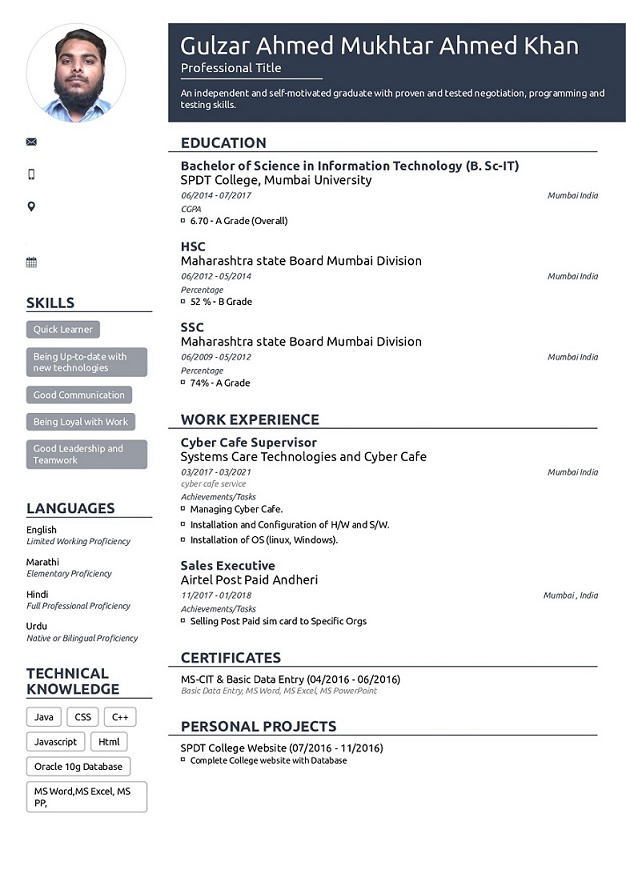 Gulzar Ahmed Mukhtar Ahmed Khan
Professional Title
An independent and self-motivated graduate with proven and tested negotiation, programming and
testing skills.
SKILLS
Quick Learner
Being Up-to-date with
new technologies
Good Communication
Being Loyal with Work
Good Leadership and
Teamwork
LANGUAGES
English
Limited Working Proficiency
Marathi
Elementary Proficiency
Hindi
Full Professional Proficiency
Urdu
Native or Bilingual Proficiency
TECHNICAL
KNOWLEDGE
Java CSS C++
Javascript Html
Oracle 10g Database
MS Word,MS Excel, MS
PP,
EDUCATION
Bachelor of Science in Information Technology (B. Sc-IT)
SPDT College, Mumbai University
06/2014 - 07/2017 Mumbai India
CGPA
6.70 - A Grade (Overall)
HSC
Maharashtra state Board Mumbai Division
06/2012 - 05/2014 Mumbai India
Percentage
52 % - B Grade
SSC
Maharashtra state Board Mumbai Division
06/2009 - 05/2012 Mumbai India
Percentage
74% - A Grade
WORK EXPERIENCE
Cyber Cafe Supervisor
Systems Care Technologies and Cyber Cafe
03/2017 - 03/2021 Mumbai India
cyber cafe service
Achievements/Tasks
Managing Cyber Cafe.
Installation and Configuration of H/W and S/W.
Installation of OS (linux, Windows).
Sales Executive
Airtel Post Paid Andheri
11/2017 - 01/2018 Mumbai , India
Achievements/Tasks
Selling Post Paid sim card to Specific Orgs
CERTIFICATES
MS-CIT & Basic Data Entry (04/2016 - 06/2016)
Basic Data Entry, MS Word, MS Excel, MS PowerPoint
PERSONAL PROJECTS
SPDT College Website (07/2016 - 11/2016)
Complete College website with Database